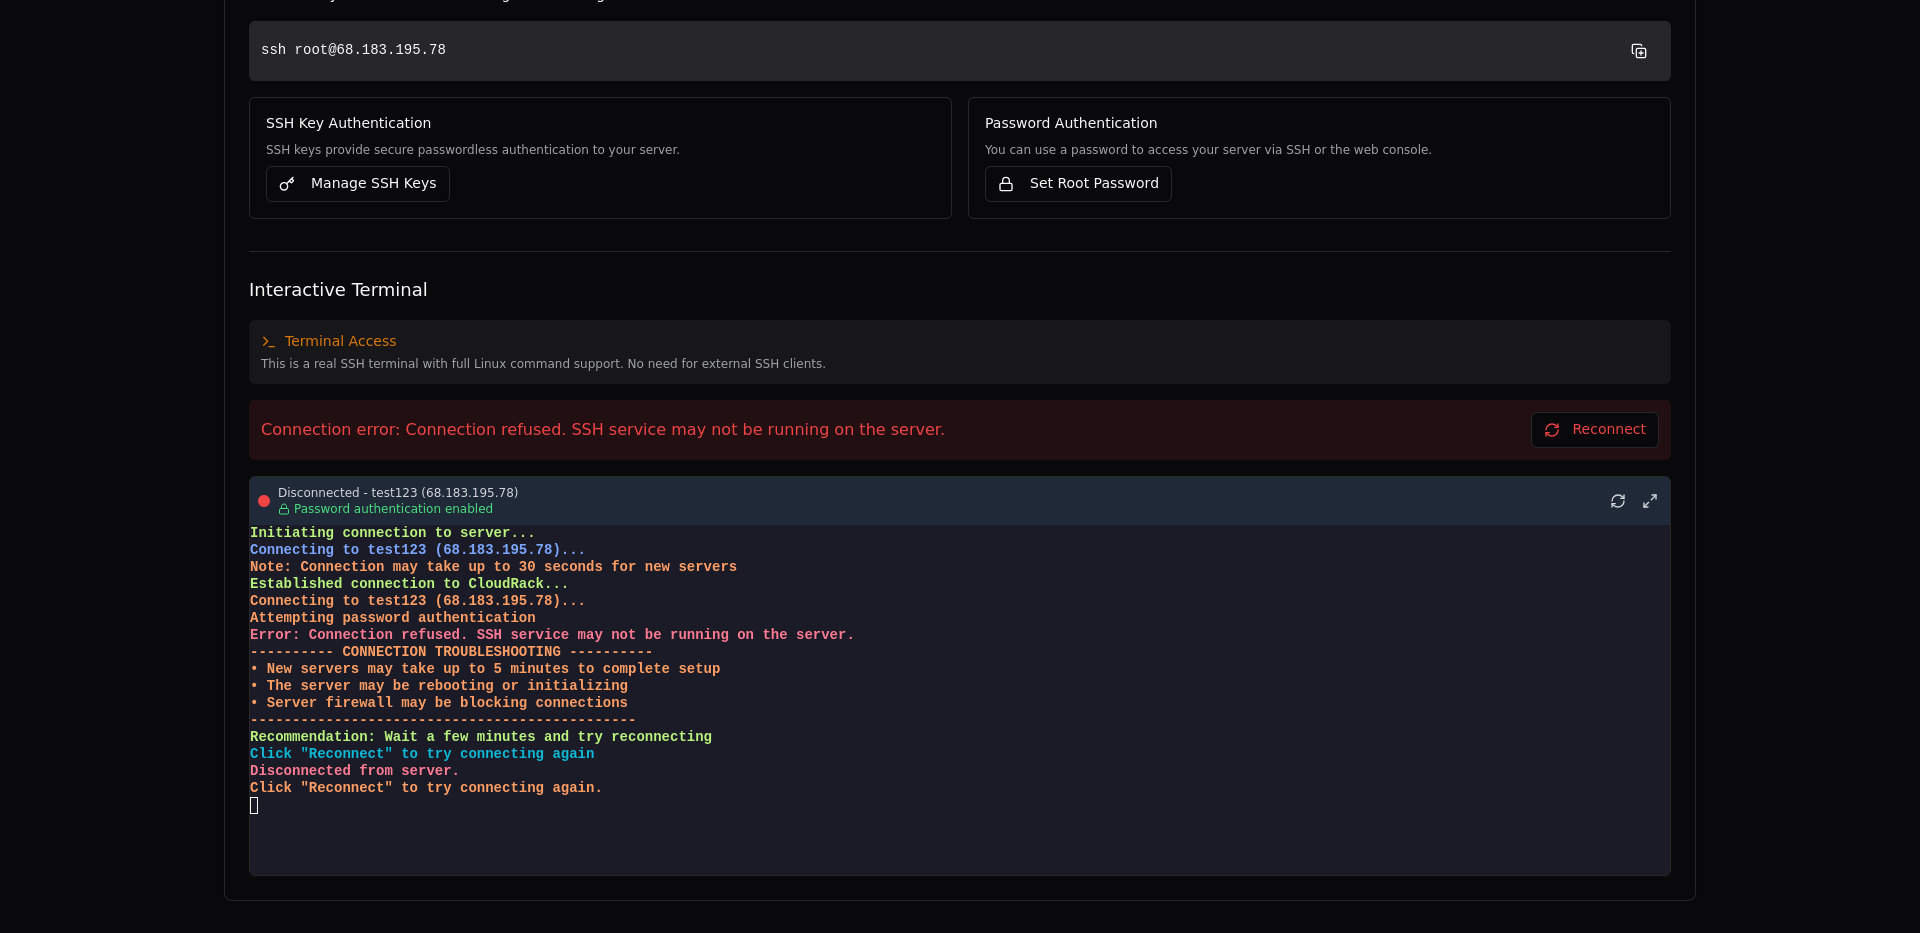 ssh root@68.183.195.78
SSH Key Authentication
SSH keys provide secure passwordless authentication to your server.
Manage SSH Keys
Password Authentication
You can use a password to access your server via SSH or the web console.
Set Root Password
Interactive Terminal
Terminal Access
This is a real SSH terminal with full Linux command support. No need for external SSH clients.
Connection error: Connection refused. SSH service may not be running on the server.
Reconnect
Disconnected - test123 (68.183.195.78)
Password authentication enabled
Initiating connection to server...
Connecting to test123 (68.183.195.78)...
Note: Connection may take up to 30 seconds for new servers
Established connection to CloudRack...
Connecting to test123 (68.183.195.78)...
Attempting password authentication
Error: Connection refused. SSH service may not be running on the server.
---------- CONNECTION TROUBLESHOOTING ----------
• New servers may take up to 5 minutes to complete setup
• The server may be rebooting or initializing
• Server firewall may be blocking connections
----------------------------------------------
Recommendation: Wait a few minutes and try reconnecting
Click "Reconnect" to try connecting again
Disconnected from server.
Click "Reconnect" to try connecting again.